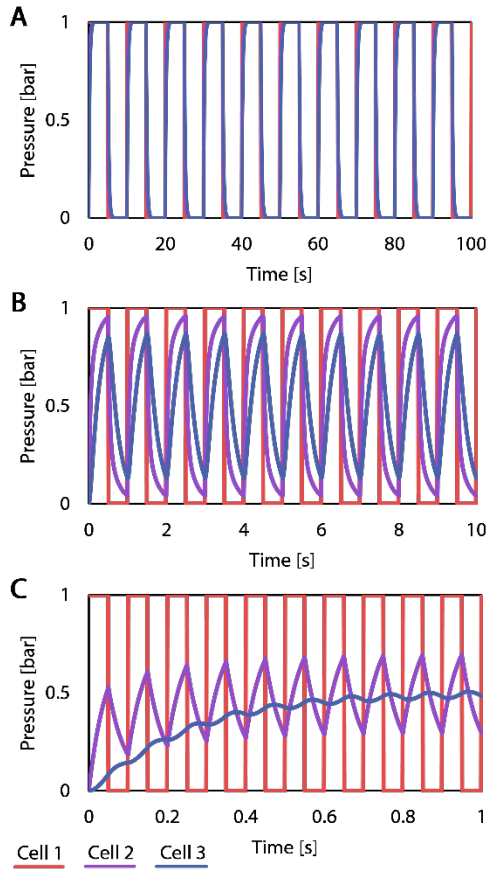 A
Pressure [bar]
1
0.5
0
0 20 40 60 80 100
Time [s]
B
Pressure [bar]
1
0.5
0
0 2 4 6 8 10
Time [s]
C
Pressure [bar]
1
0.5
0
0 0.2 0.4 0.6 0.8 1
Time [s]
Cell 1 Cell 2 Cell 3